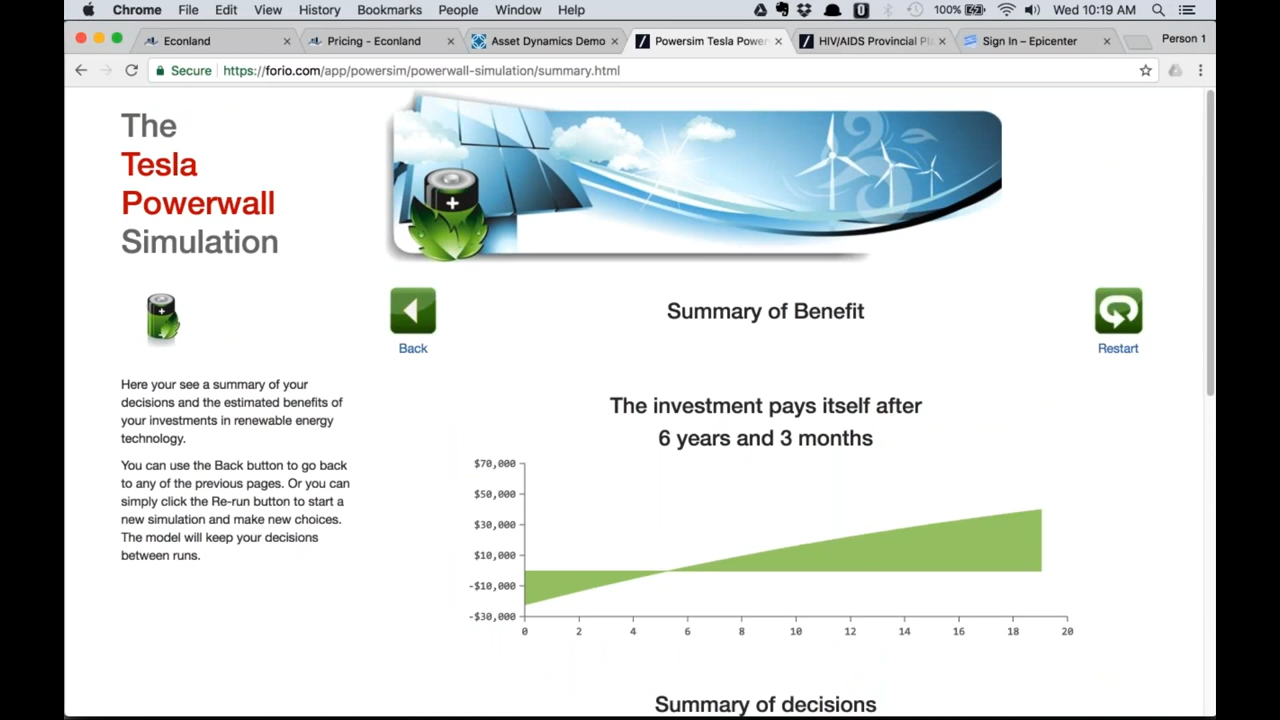 Chrome File Edit View History Bookmarks People Window Help 100% Wed 10:19 AM
Econland Pricing - Econland Asset Dynamics Demo Powersim Tesla Power HIV/AIDS Provincial Pl Sign In – Epicenter Person 1
Secure https://forio.com/app/powersim/powerwall-simulation/summary.html
The
Tesla
Powerwall
Simulation
Back
Summary of Benefit
Restart
Here your see a summary of your
decisions and the estimated benefits of
your investments in renewable energy
technology.
You can use the Back button to go back
to any of the previous pages. Or you can
simply click the Re-run button to start a
new simulation and make new choices.
The model will keep your decisions
between runs.
The investment pays itself after
6 years and 3 months
$70,000
$50,000
$30,000
$10,000
-$10,000
-$30,000
0 2 4 6 8 10 12 14 16 18 20
Summary of decisions